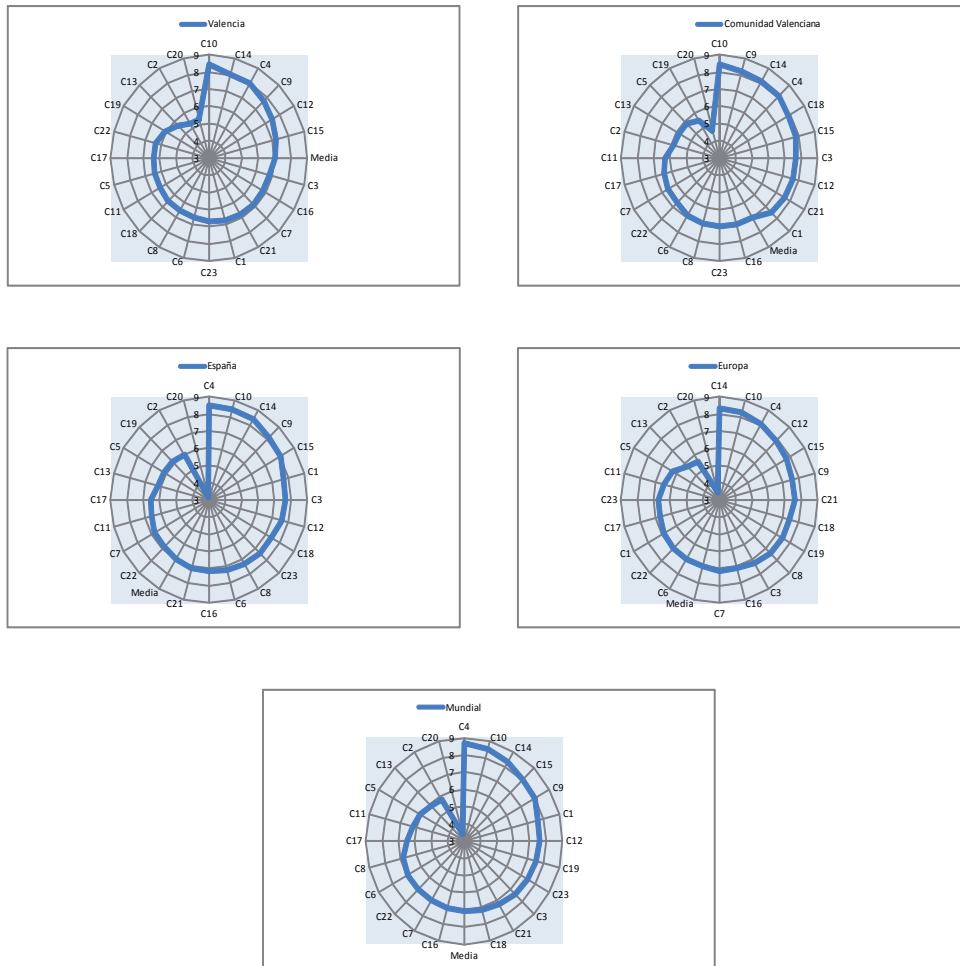 Valencia
C10
C14
C4
C9
C12
C15
Media
C3
C16
C7
C21
C1
C23
C6
C8
C18
C11
C5
C17
C22
C19
C13
C2
C20
9
8
7
6
5
4
3
Comunidad Valenciana
C10
C9
C14
C4
C18
C15
C3
C12
C21
C1
Media
C16
C23
C8
C6
C22
C7
C17
C11
C2
C13
C5
C19
9
8
7
6
5
4
3
España
C4
C10
C14
C9
C15
C1
C3
C12
C18
C23
C8
C6
C16
C21
Media
C22
C7
C11
C17
C13
C5
C19
C2
C20
9
8
7
6
5
4
3
Europa
C14
C10
C4
C12
C15
C9
C21
C18
C19
C8
C3
C16
C7
Media
C6
C22
C1
C17
C23
C11
C5
C13
C2
C20
9
8
7
6
5
4
3
Mundial
C4
C10
C14
C15
C9
C1
C12
C19
C23
C3
C21
C18
Media
C16
C7
C22
C6
C8
C17
C11
C5
C13
C2
C20
9
8
7
6
5
4
3